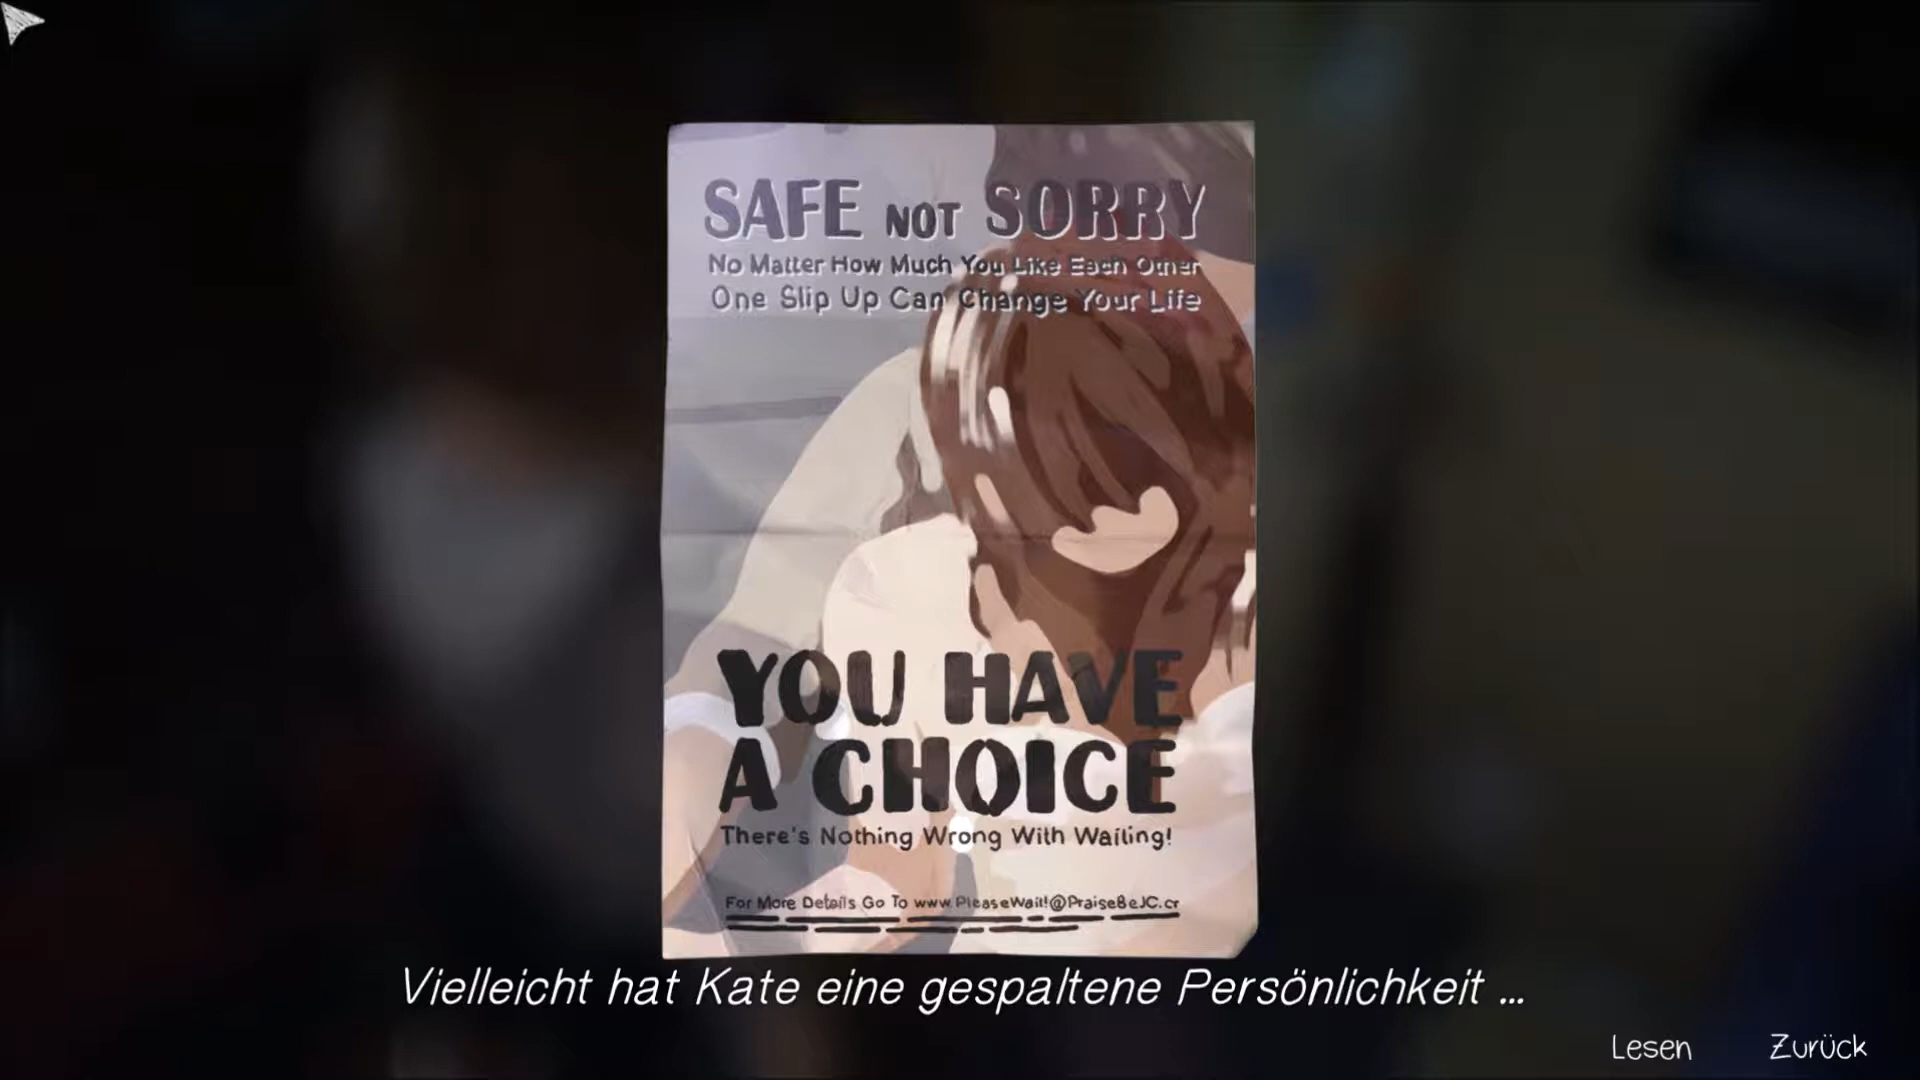 SAFE NOT SORRY
No Matter How Much You Like Each Other
One Slip Up Can Change Your Life
YOU HAVE
A CHOICE
There's Nothing Wrong With Waiting!
For More Details Go To www.PleaseWait!@PraiseBeJC.cr
Vielleicht hat Kate eine gespaltene Persönlichkeit ...
Lesen Zurück